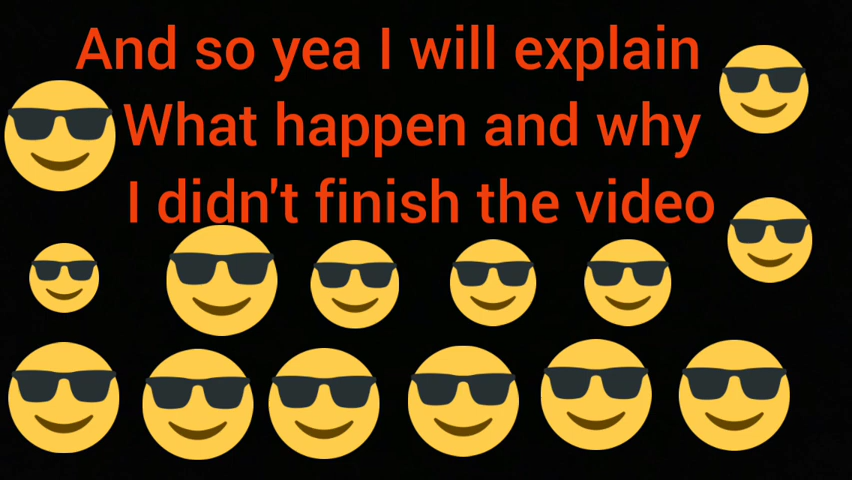 And so yea I will explain
What happen and why
I didn't finish the video